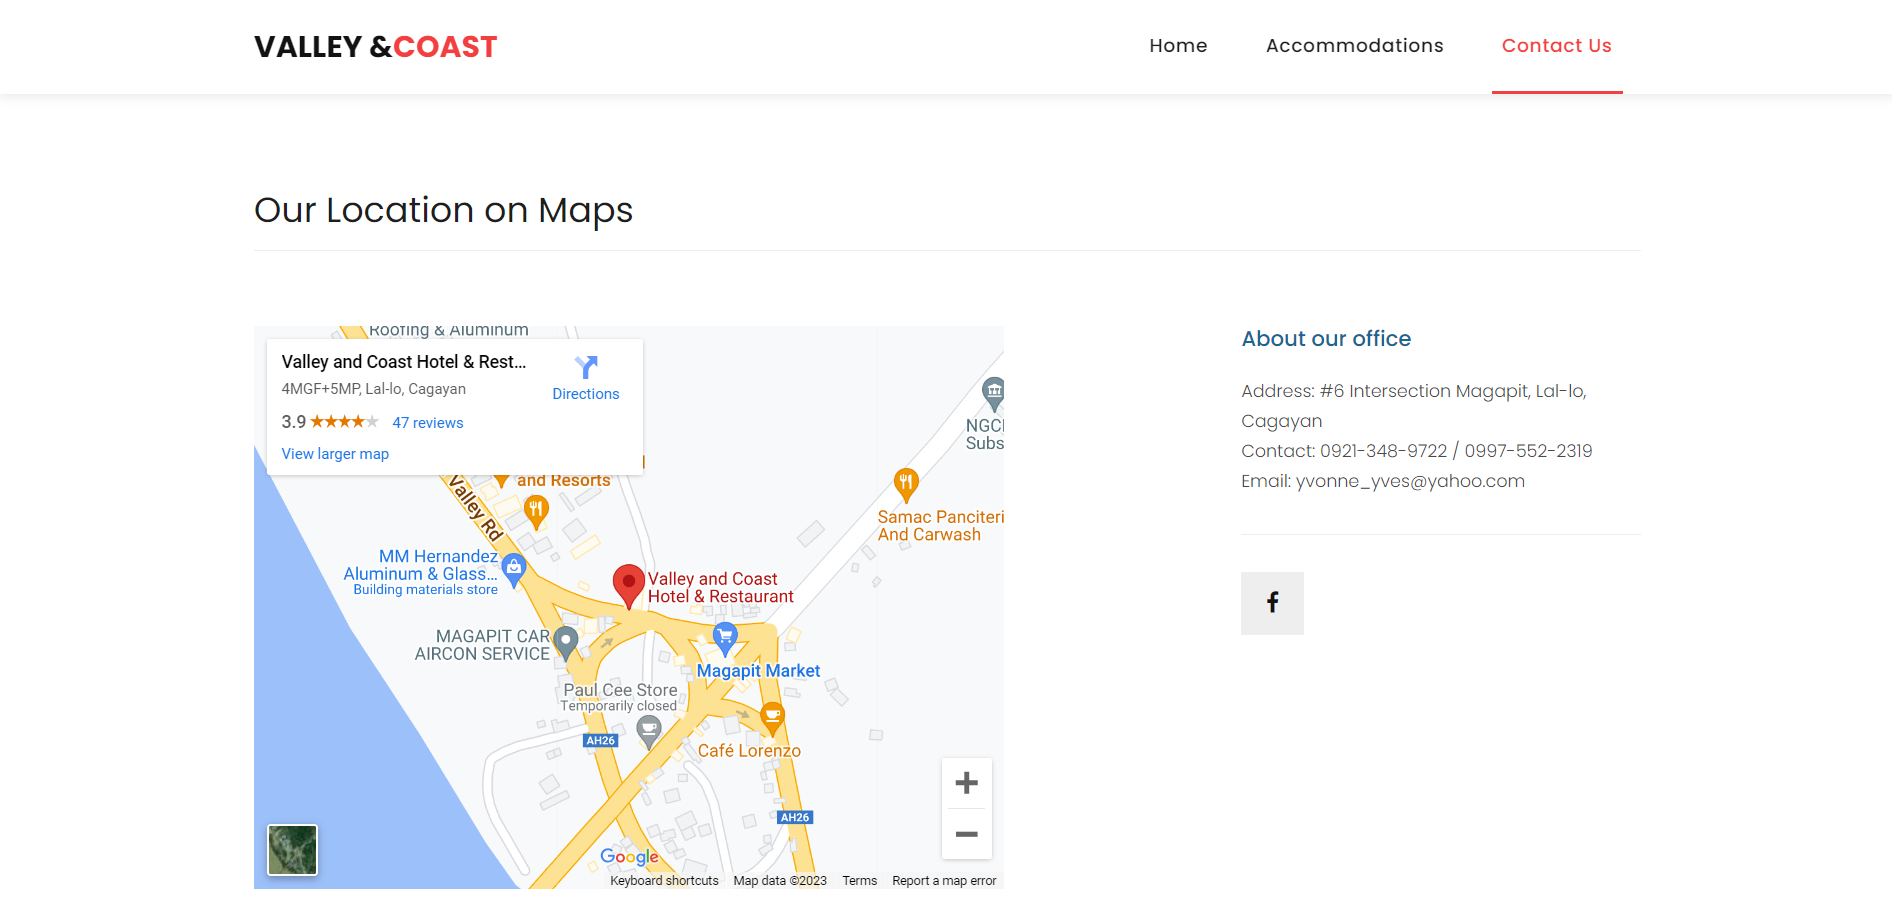 VALLEY &COAST
Home
Accommodations
Contact Us
Our Location on Maps
Roofing & Aluminum
Valley and Coast Hotel & Rest...
4MGF+5MP, Lal-lo, Cagayan
Directions
3.9
47 reviews
View larger map
and Resorts
Valley Rd
NGC
Subs
Samac Panciteri
And Carwash
MM Hernandez
Aluminum & Glass...
Building materials store
Valley and Coast
Hotel & Restaurant
MAGAPIT CAR
AIRCON SERVICE
Magapit Market
Paul Cee Store
Temporarily closed
AH26
Café Lorenzo
AH26
Google
Keyboard shortcuts
Map data ©2023
Terms
Report a map error
About our office
Address: #6 Intersection Magapit, Lal-lo,
Cagayan
Contact: 0921-348-9722 / 0997-552-2319
Email: yvonne_yves@yahoo.com